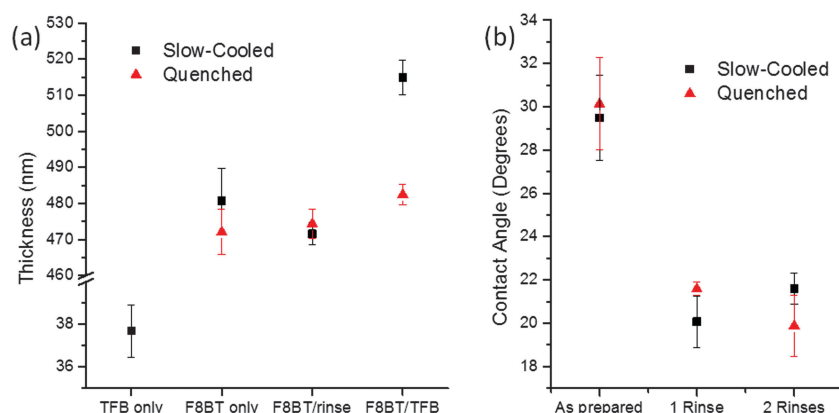 (a)
Slow-Cooled
Quenched
Thickness (nm)
530
520
510
500
490
480
470
460
37
36
TFB only
F8BT only
F8BT/rinse
F8BT/TFB
(b)
Slow-Cooled
Quenched
Contact Angle (Degrees)
34
32
30
28
26
24
22
20
18
As prepared
1 Rinse
2 Rinses